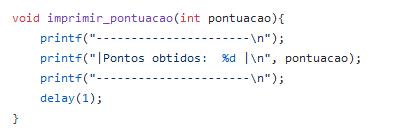 void imprimir_pontuacao(int pontuacao){
    printf("----------------------\n");
    printf("|Pontos obtidos:  %d |\n", pontuacao);
    printf("----------------------\n");
    delay(1);
}